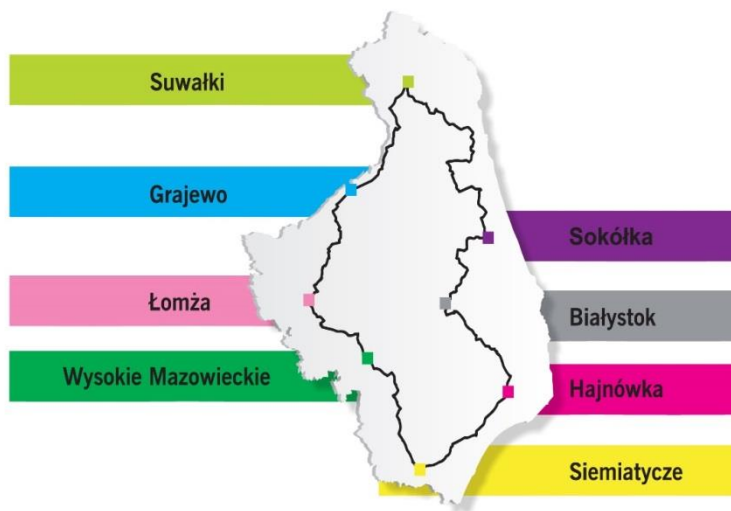 Suwałki
Grajewo
Sokółka
Łomża
Białystok
Wysokie Mazowieckie
Hajnówka
Siemiatycze